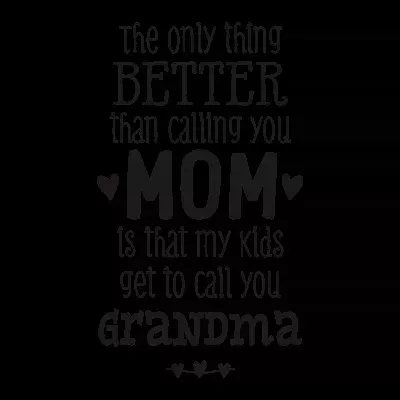 the only thing
BETTER
than calling you
MOM
is that my kids
get to call you
GRaNDMa